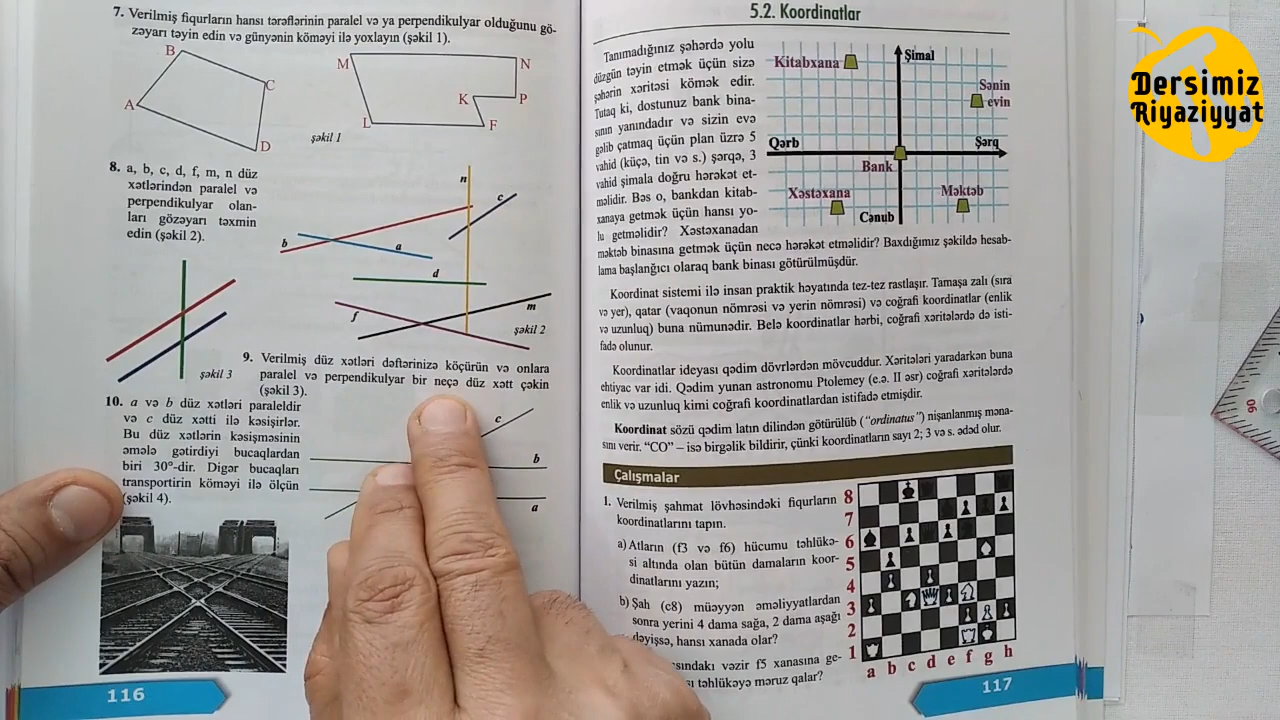 7. Verilmiş fiqurların hansı tərəflərinin paralel və ya perpendikulyar olduğunu gö-
zəyarı təyin edin və günyənin köməyi ilə yoxlayın (şəkil 1).
B
C
A
D
şəkil 1
M
N
K
P
L
F
8. a, b, c, d, f, m, n düz
xətlərindən paralel və
perpendikulyar olan-
ları gözəyarı təxmin
edin (şəkil 2).
n
c
b
a
d
f
m
şəkil 2
şəkil 3
9. Verilmiş düz xətləri dəftərinizə köçürün və onlara
paralel və perpendikulyar bir neçə düz xətt çəkin
(şəkil 3).
10. a və b düz xətləri paraleldir
və c düz xətti ilə kəsişirlər.
Bu düz xətlərin kəsişməsinin
əmələ gətirdiyi bucaqlardan
biri 30°-dir. Digər bucaqları
transportirin köməyi ilə ölçün
(şəkil 4).
c
b
a
116
5.2. Koordinatlar
Tanımadığınız şəhərdə yolu
düzgün təyin etmək üçün sizə
şəhərin xəritəsi kömək edir.
Tutaq ki, dostunuz bank bina-
sının yanındadır və sizin evə
gəlib çatmaq üçün plan üzrə 5
vahid (küçə, tin və s.) şərqə, 3
vahid şimala doğru hərəkət et-
məlidir. Bəs o, bankdan kitab-
xanaya getmək üçün hansı yo-
lu getməlidir? Xəstəxanadan
məktəb binasına getmək üçün necə hərəkət etməlidir? Baxdığımız şəkildə hesab-
lama başlanğıcı olaraq bank binası götürülmüşdür.
Kitabxana
Şimal
Sənin
evin
Qərb
Şərq
Bank
Xəstəxana
Məktəb
Cənub
Koordinat sistemi ilə insan praktik həyatında tez-tez rastlaşır. Tamaşa zalı (sıra
və yer), qatar (vaqonun nömrəsi və yerin nömrəsi) və coğrafi koordinatlar (enlik
və uzunluq) buna nümunədir. Belə koordinatlar hərbi, coğrafi xəritələrdə də isti-
fadə olunur.
Koordinatlar ideyası qədim dövrlərdən mövcuddur. Xəritələri yaradarkən buna
ehtiyac var idi. Qədim yunan astronomu Ptolemey (e.ə. II əsr) coğrafi xəritələrdə
enlik və uzunluq kimi coğrafi koordinatlardan istifadə etmişdir.
Koordinat sözü qədim latın dilindən götürülüb (“ordinatus”) nişanlanmış məna-
sını verir. “CO” – isə birgəlik bildirir, çünki koordinatların sayı 2; 3 və s. ədəd olur.
Çalışmalar
1. Verilmiş şahmat lövhəsindəki fiqurların
koordinatlarını tapın.
a) Atların (f3 və f6) hücumu təhlükə-
si altında olan bütün damaların koor-
dinatlarını yazın;
b) Şah (c8) müəyyən əməliyyatlardan
sonra yerini 4 dama sağa, 2 dama aşağı
dəyişsə, hansı xanada olar?
vəzir f5 xanasına gə-
təhlükəyə məruz qalar?
8
7
6
5
4
3
2
1
a b c d e f g h
117
Dersimiz
Riyaziyyat
90